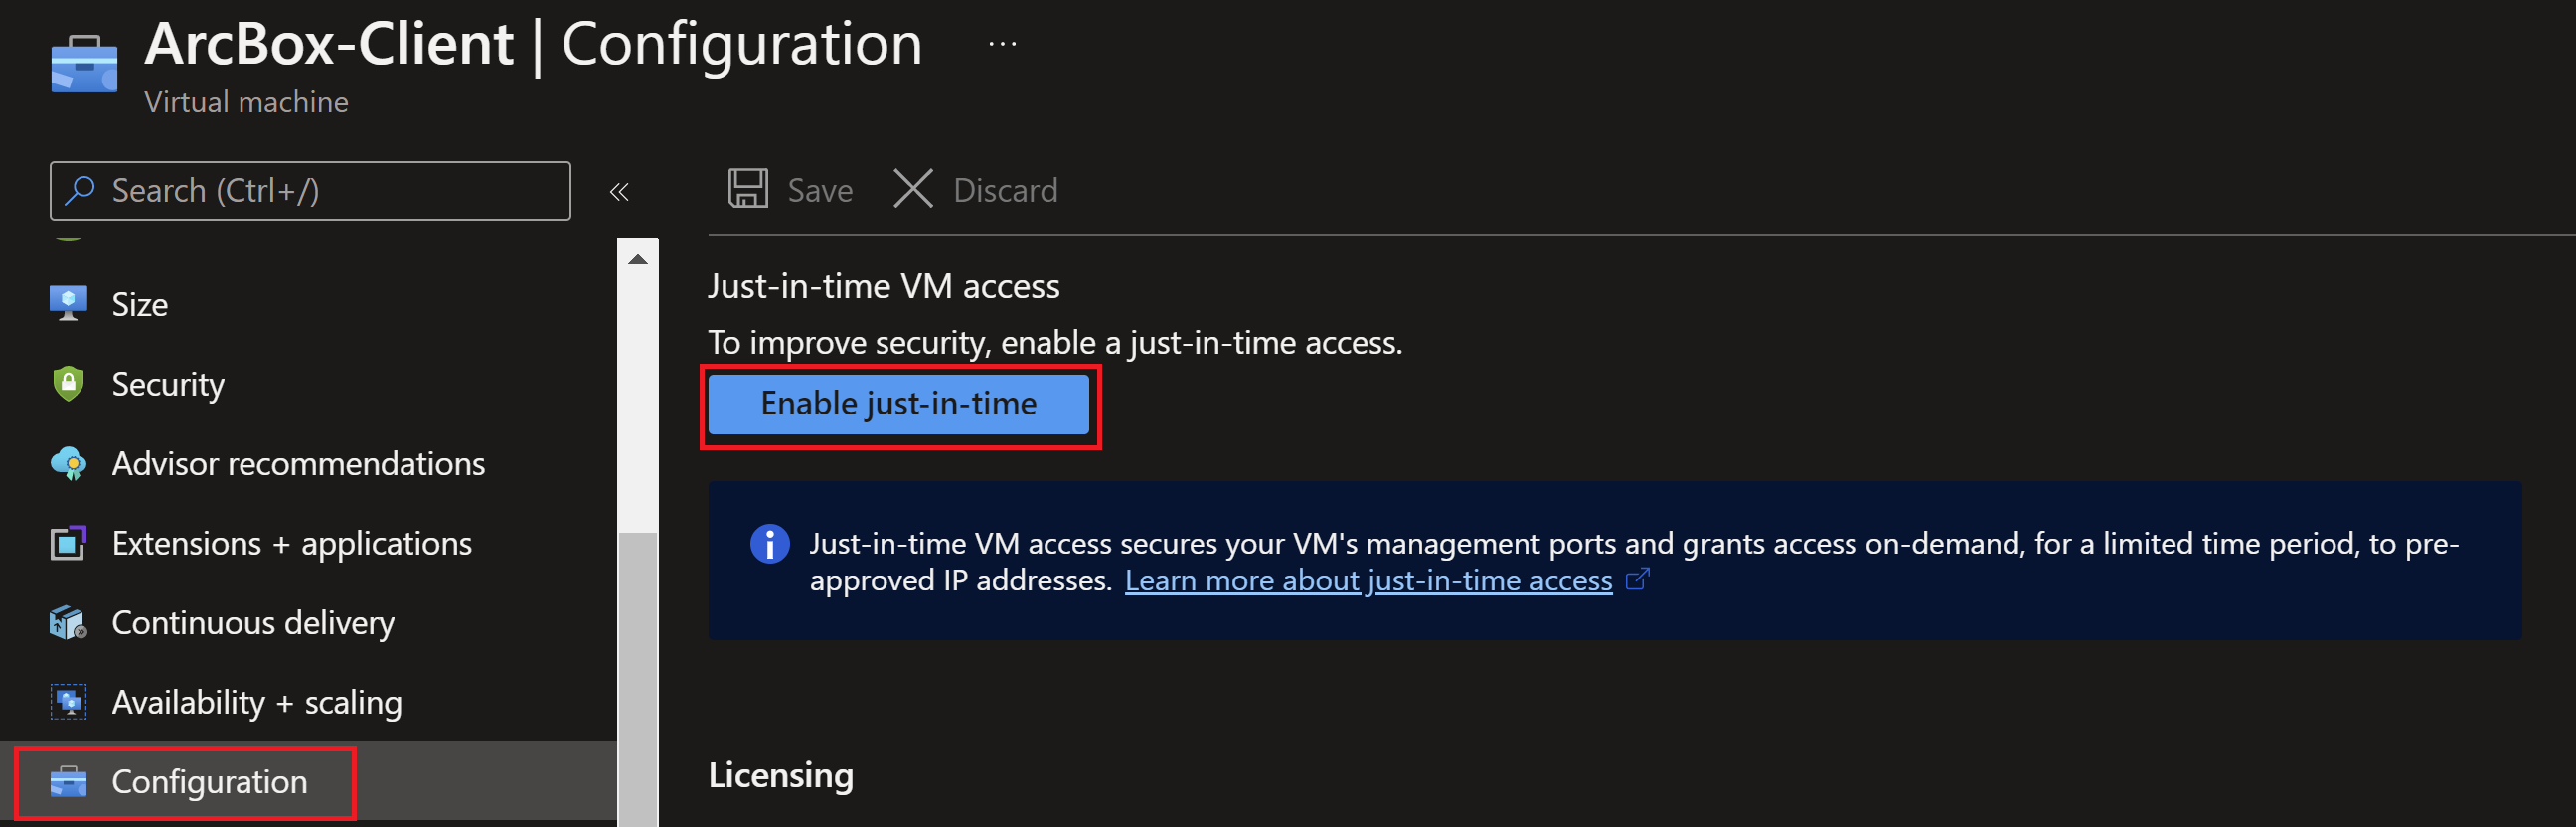 ArcBox-Client | Configuration ...
Virtual machine
Search (Ctrl+/)
«
Save
Discard
Size
Security
Advisor recommendations
Extensions + applications
Continuous delivery
Availability + scaling
Configuration
Just-in-time VM access
To improve security, enable a just-in-time access.
Enable just-in-time
Just-in-time VM access secures your VM's management ports and grants access on-demand, for a limited time period, to pre-
approved IP addresses. Learn more about just-in-time access
Licensing